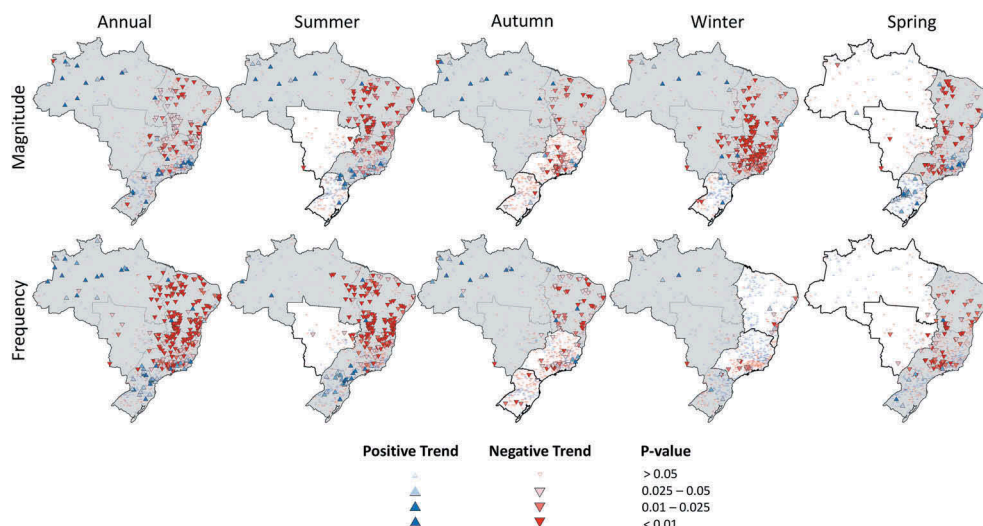 Annual Summer Autumn Winter Spring
Magnitude
Frequency
Positive Trend Negative Trend P-value
> 0.05
0.025 – 0.05
0.01 – 0.025
< 0.01